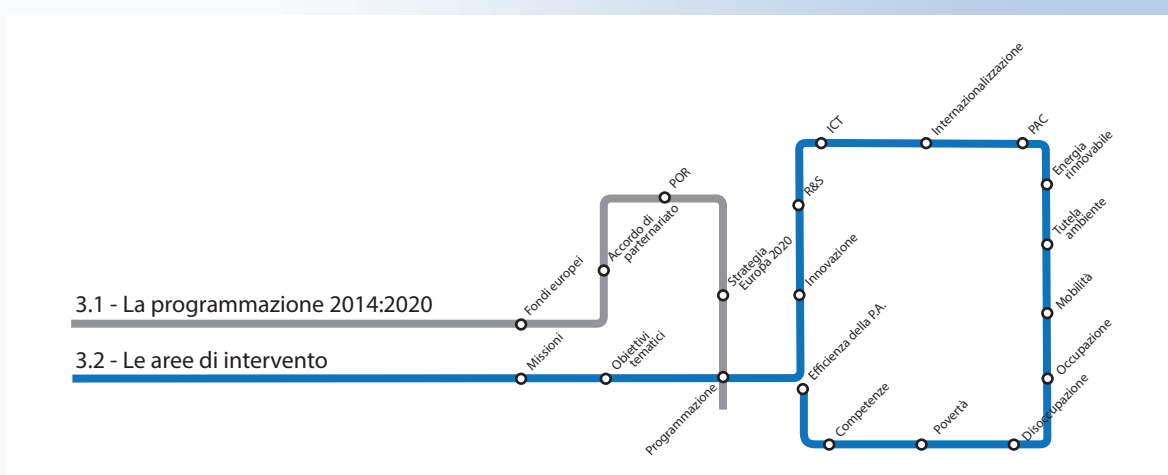 3.1 - La programmazione 2014:2020
Fondi europei
Accordo di
parternariato
POR
Strategia
Europa 2020
3.2 - Le aree di intervento
Missioni
Obiettivi
tematici
Programmazione
Innovazione
R&S
ICT
Internazionalizzazione
PAC
Energia
rinnovabile
Tutela
ambiente
Mobilità
Occupazione
Disoccupazione
Povertà
Competenze
Efficienza della P.A.